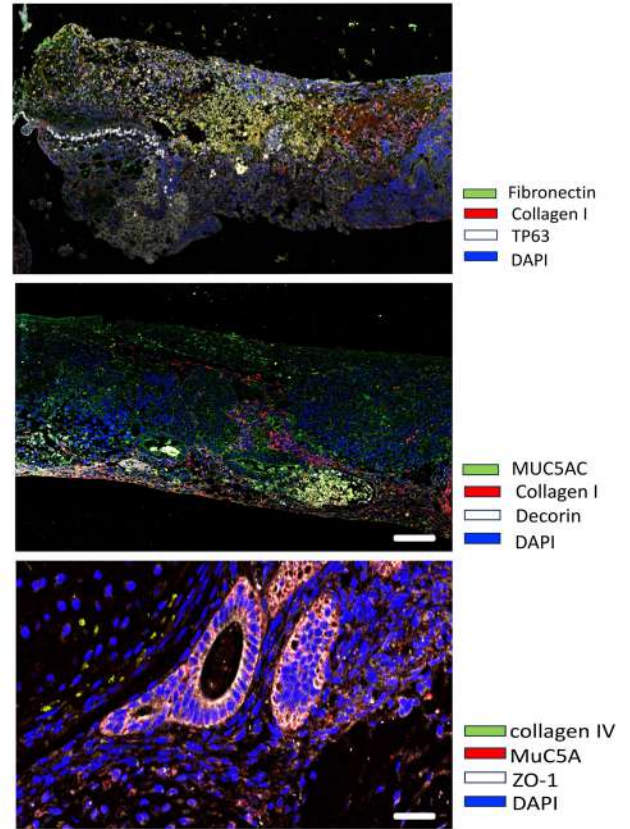 Fibronectin
Collagen I
TP63
DAPI
MUC5AC
Collagen I
Decorin
DAPI
collagen IV
MuC5A
ZO-1
DAPI